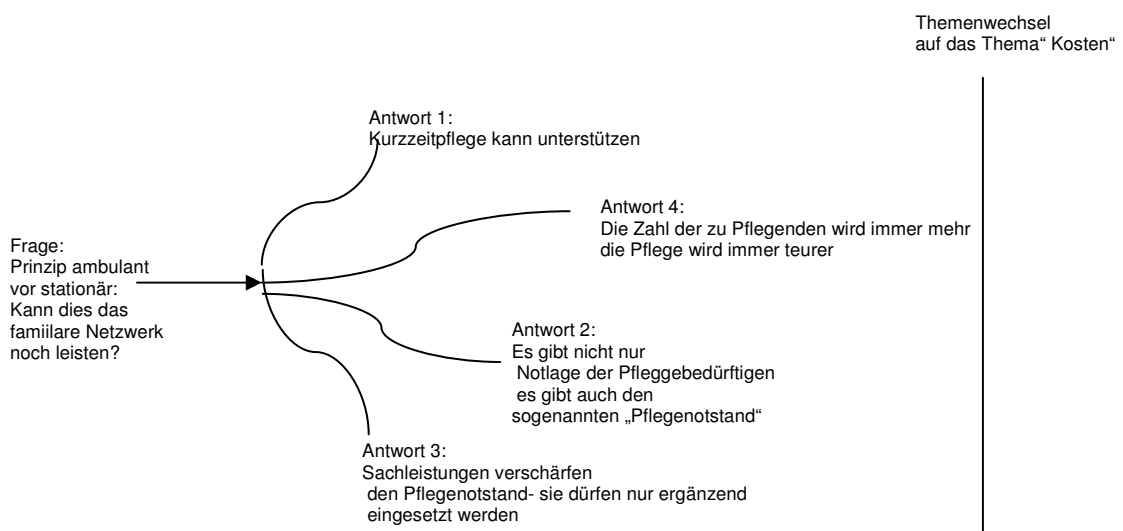 Themenwechsel
auf das Thema“ Kosten“
Antwort 1:
Kurzzeitpflege kann unterstützen
Antwort 4:
Die Zahl der zu Pflegenden wird immer mehr
die Pflege wird immer teurer
Frage:
Prinzip ambulant
vor stationär:
Kann dies das
famiilare Netzwerk
noch leisten?
Antwort 2:
Es gibt nicht nur
Notlage der Pfleggebedürftigen
es gibt auch den
sogenannten „Pflegenotstand“
Antwort 3:
Sachleistungen verschärfen
den Pflegenotstand- sie dürfen nur ergänzend
eingesetzt werden